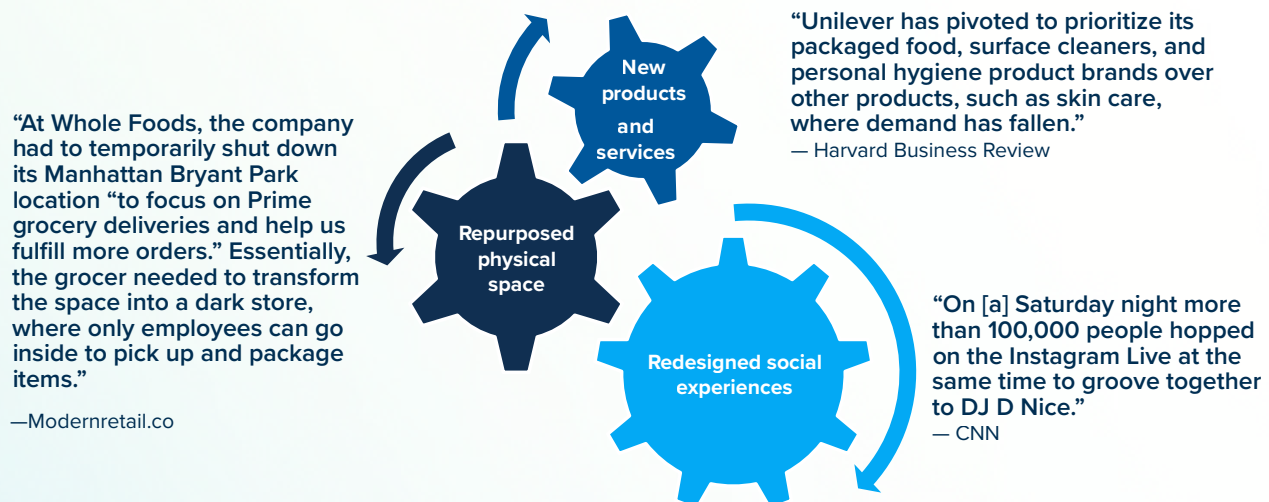 “At Whole Foods, the company
had to temporarily shut down
its Manhattan Bryant Park
location “to focus on Prime
grocery deliveries and help us
fulfill more orders.” Essentially,
the grocer needed to transform
the space into a dark store,
where only employees can go
inside to pick up and package
items.”
—Modernretail.co
New
products
and
services
Repurposed
physical
space
Redesigned social
experiences
“Unilever has pivoted to prioritize its
packaged food, surface cleaners, and
personal hygiene product brands over
other products, such as skin care,
where demand has fallen.”
— Harvard Business Review
“On [a] Saturday night more
than 100,000 people hopped
on the Instagram Live at the
same time to groove together
to DJ D Nice.”
— CNN